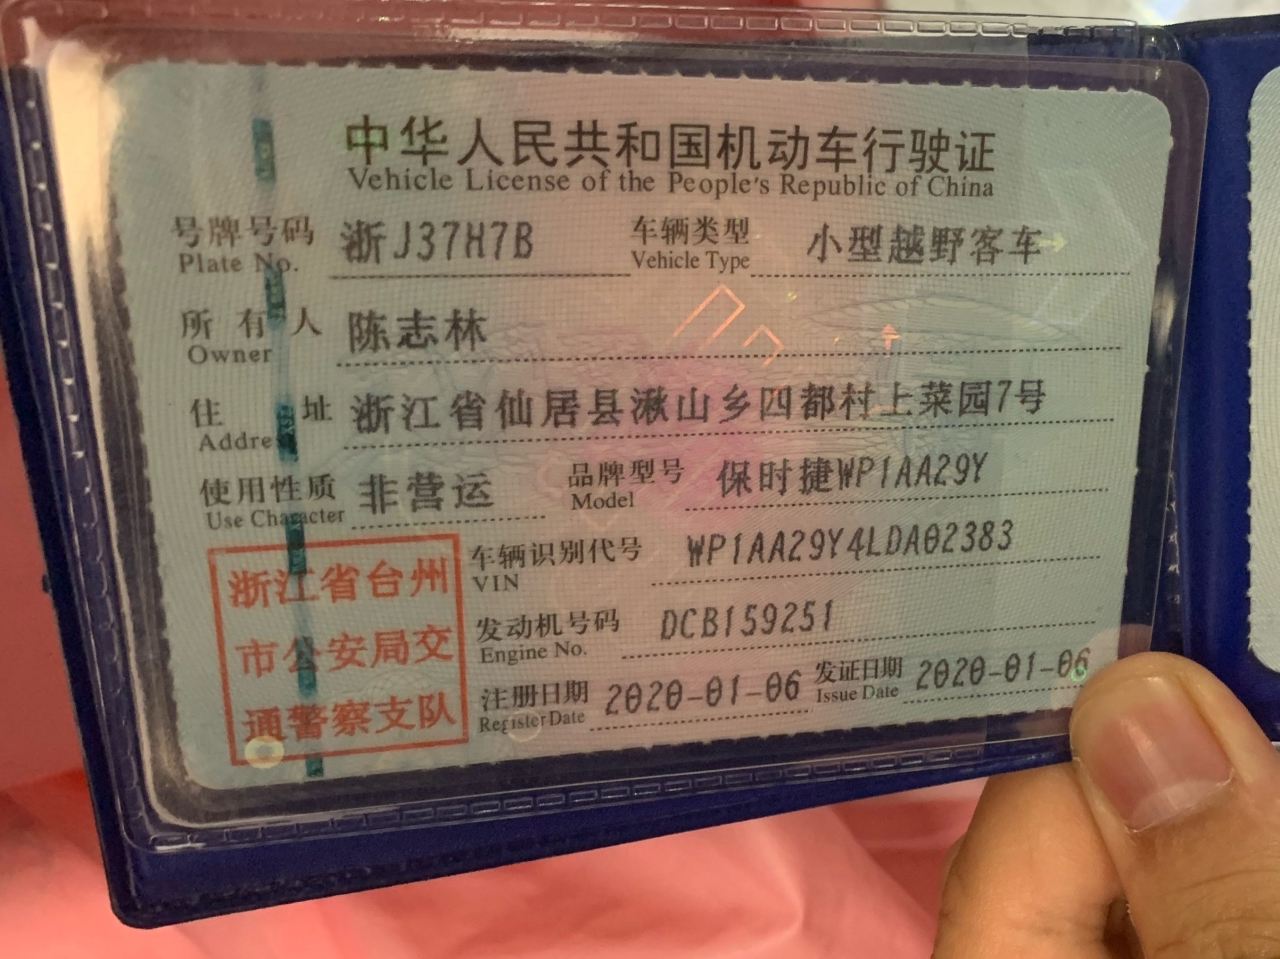 中华人民共和国机动车行驶证
Vehicle License of the People's Republic of China
号牌号码 浙J37H7B 车辆类型 小型越野客车
Plate No. Vehicle Type
所有人 陈志林
Owner
住址 浙江省仙居县湫山乡四都村上菜园7号
Address
使用性质 非营运 品牌型号 保时捷WP1AA29Y
Use Character Model
车辆识别代号 WP1AA29Y4LDA02383
VIN
发动机号码 DCB159251
Engine No.
注册日期 2020-01-06 发证日期 2020-01-06
Register Date Issue Date
浙江省台州
市公安局交
通警察支队